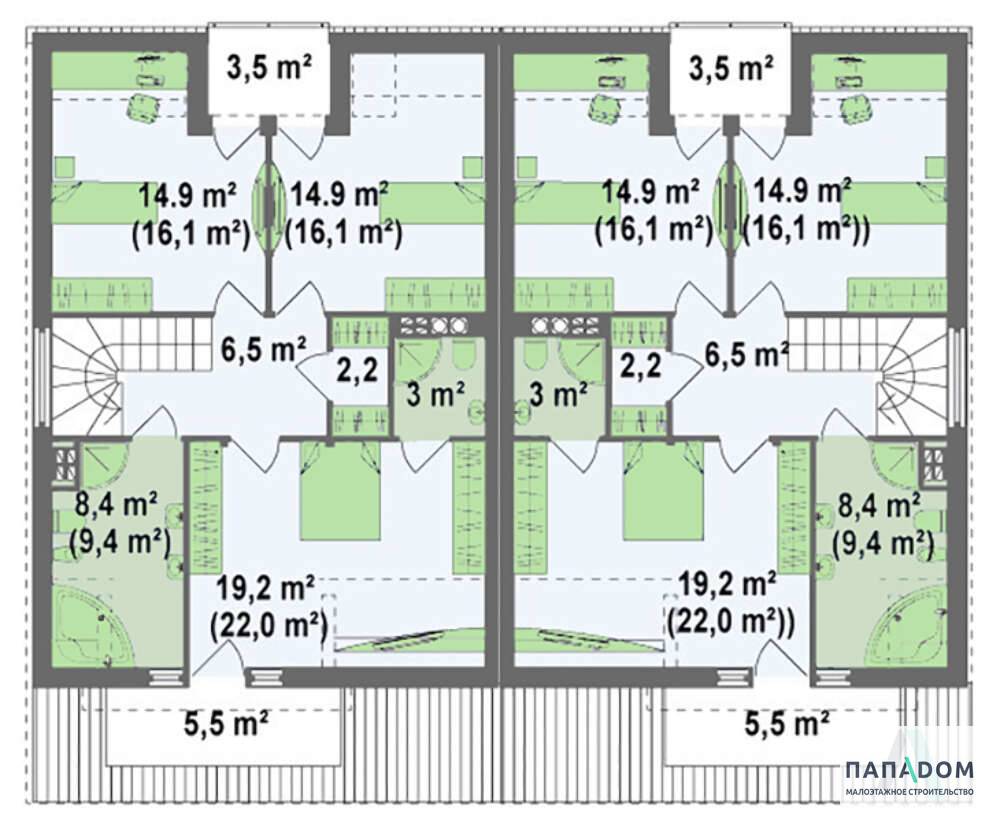 3,5 m²
3,5 m²
14.9 m²
(16,1 m²)
14.9 m²
(16,1 m²)
14.9 m²
(16,1 m²)
14.9 m²
(16,1 m²))
6,5 m²
2,2
3 m²
3 m²
2,2
6,5 m²
8,4 m²
(9,4 m²)
19,2 m²
(22,0 m²)
19,2 m²
(22,0 m²))
8,4 m²
(9,4 m²)
5,5 m²
5,5 m²
ПАПАДОМ
МАЛОЭТАЖНОЕ СТРОИТЕЛЬСТВО